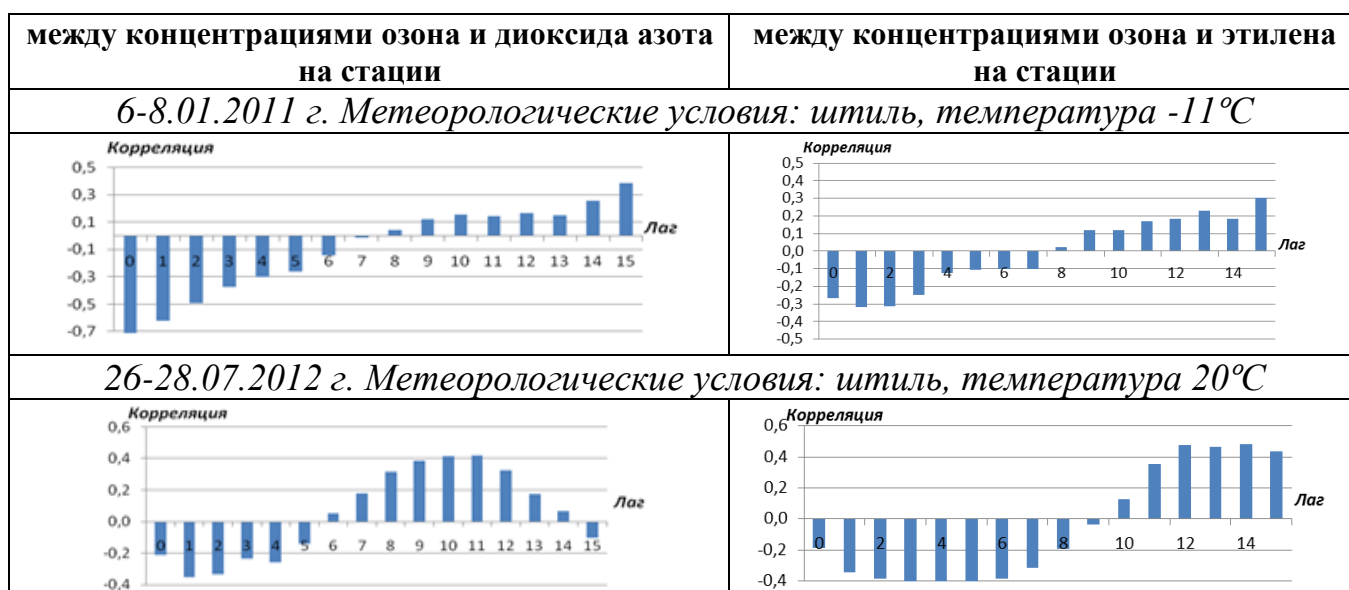 между концентрациями озона и диоксида азота
на стации
между концентрациями озона и этилена
на стации
6-8.01.2011 г. Метеорологические условия: штиль, температура -11ºС
Корреляция
0,5
0,3
0,1
-0,1
-0,3
-0,5
-0,7
0 1 2 3 4 5 6 7 8 9 10 11 12 13 14 15
Лаг
Корреляция
0,5
0,4
0,3
0,2
0,1
0,0
-0,1
-0,2
-0,3
-0,4
-0,5
0 2 4 6 8 10 12 14
Лаг
26-28.07.2012 г. Метеорологические условия: штиль, температура 20ºС
Корреляция
0,6
0,4
0,2
0,0
-0,2
-0,4
0 1 2 3 4 5 6 7 8 9 10 11 12 13 14 15
Лаг
Корреляция
0,6
0,4
0,2
0,0
-0,2
-0,4
0 2 4 6 8 10 12 14
Лаг